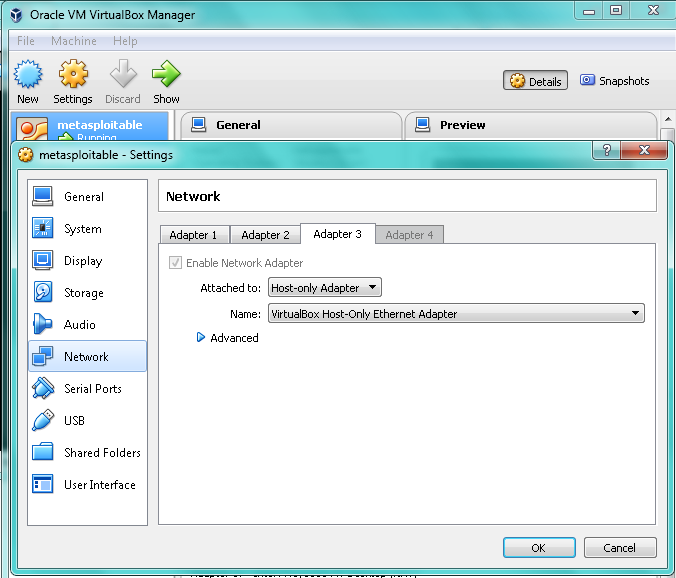 Oracle VM VirtualBox Manager
File Machine Help
New Settings Discard Show Details Snapshots
metasploitable
Running
General Preview
metasploitable - Settings ?
General
System
Display
Storage
Audio
Network
Serial Ports
USB
Shared Folders
User Interface
Network
Adapter 1 Adapter 2 Adapter 3 Adapter 4
Enable Network Adapter
Attached to: Host-only Adapter
Name: VirtualBox Host-Only Ethernet Adapter
Advanced
OK Cancel